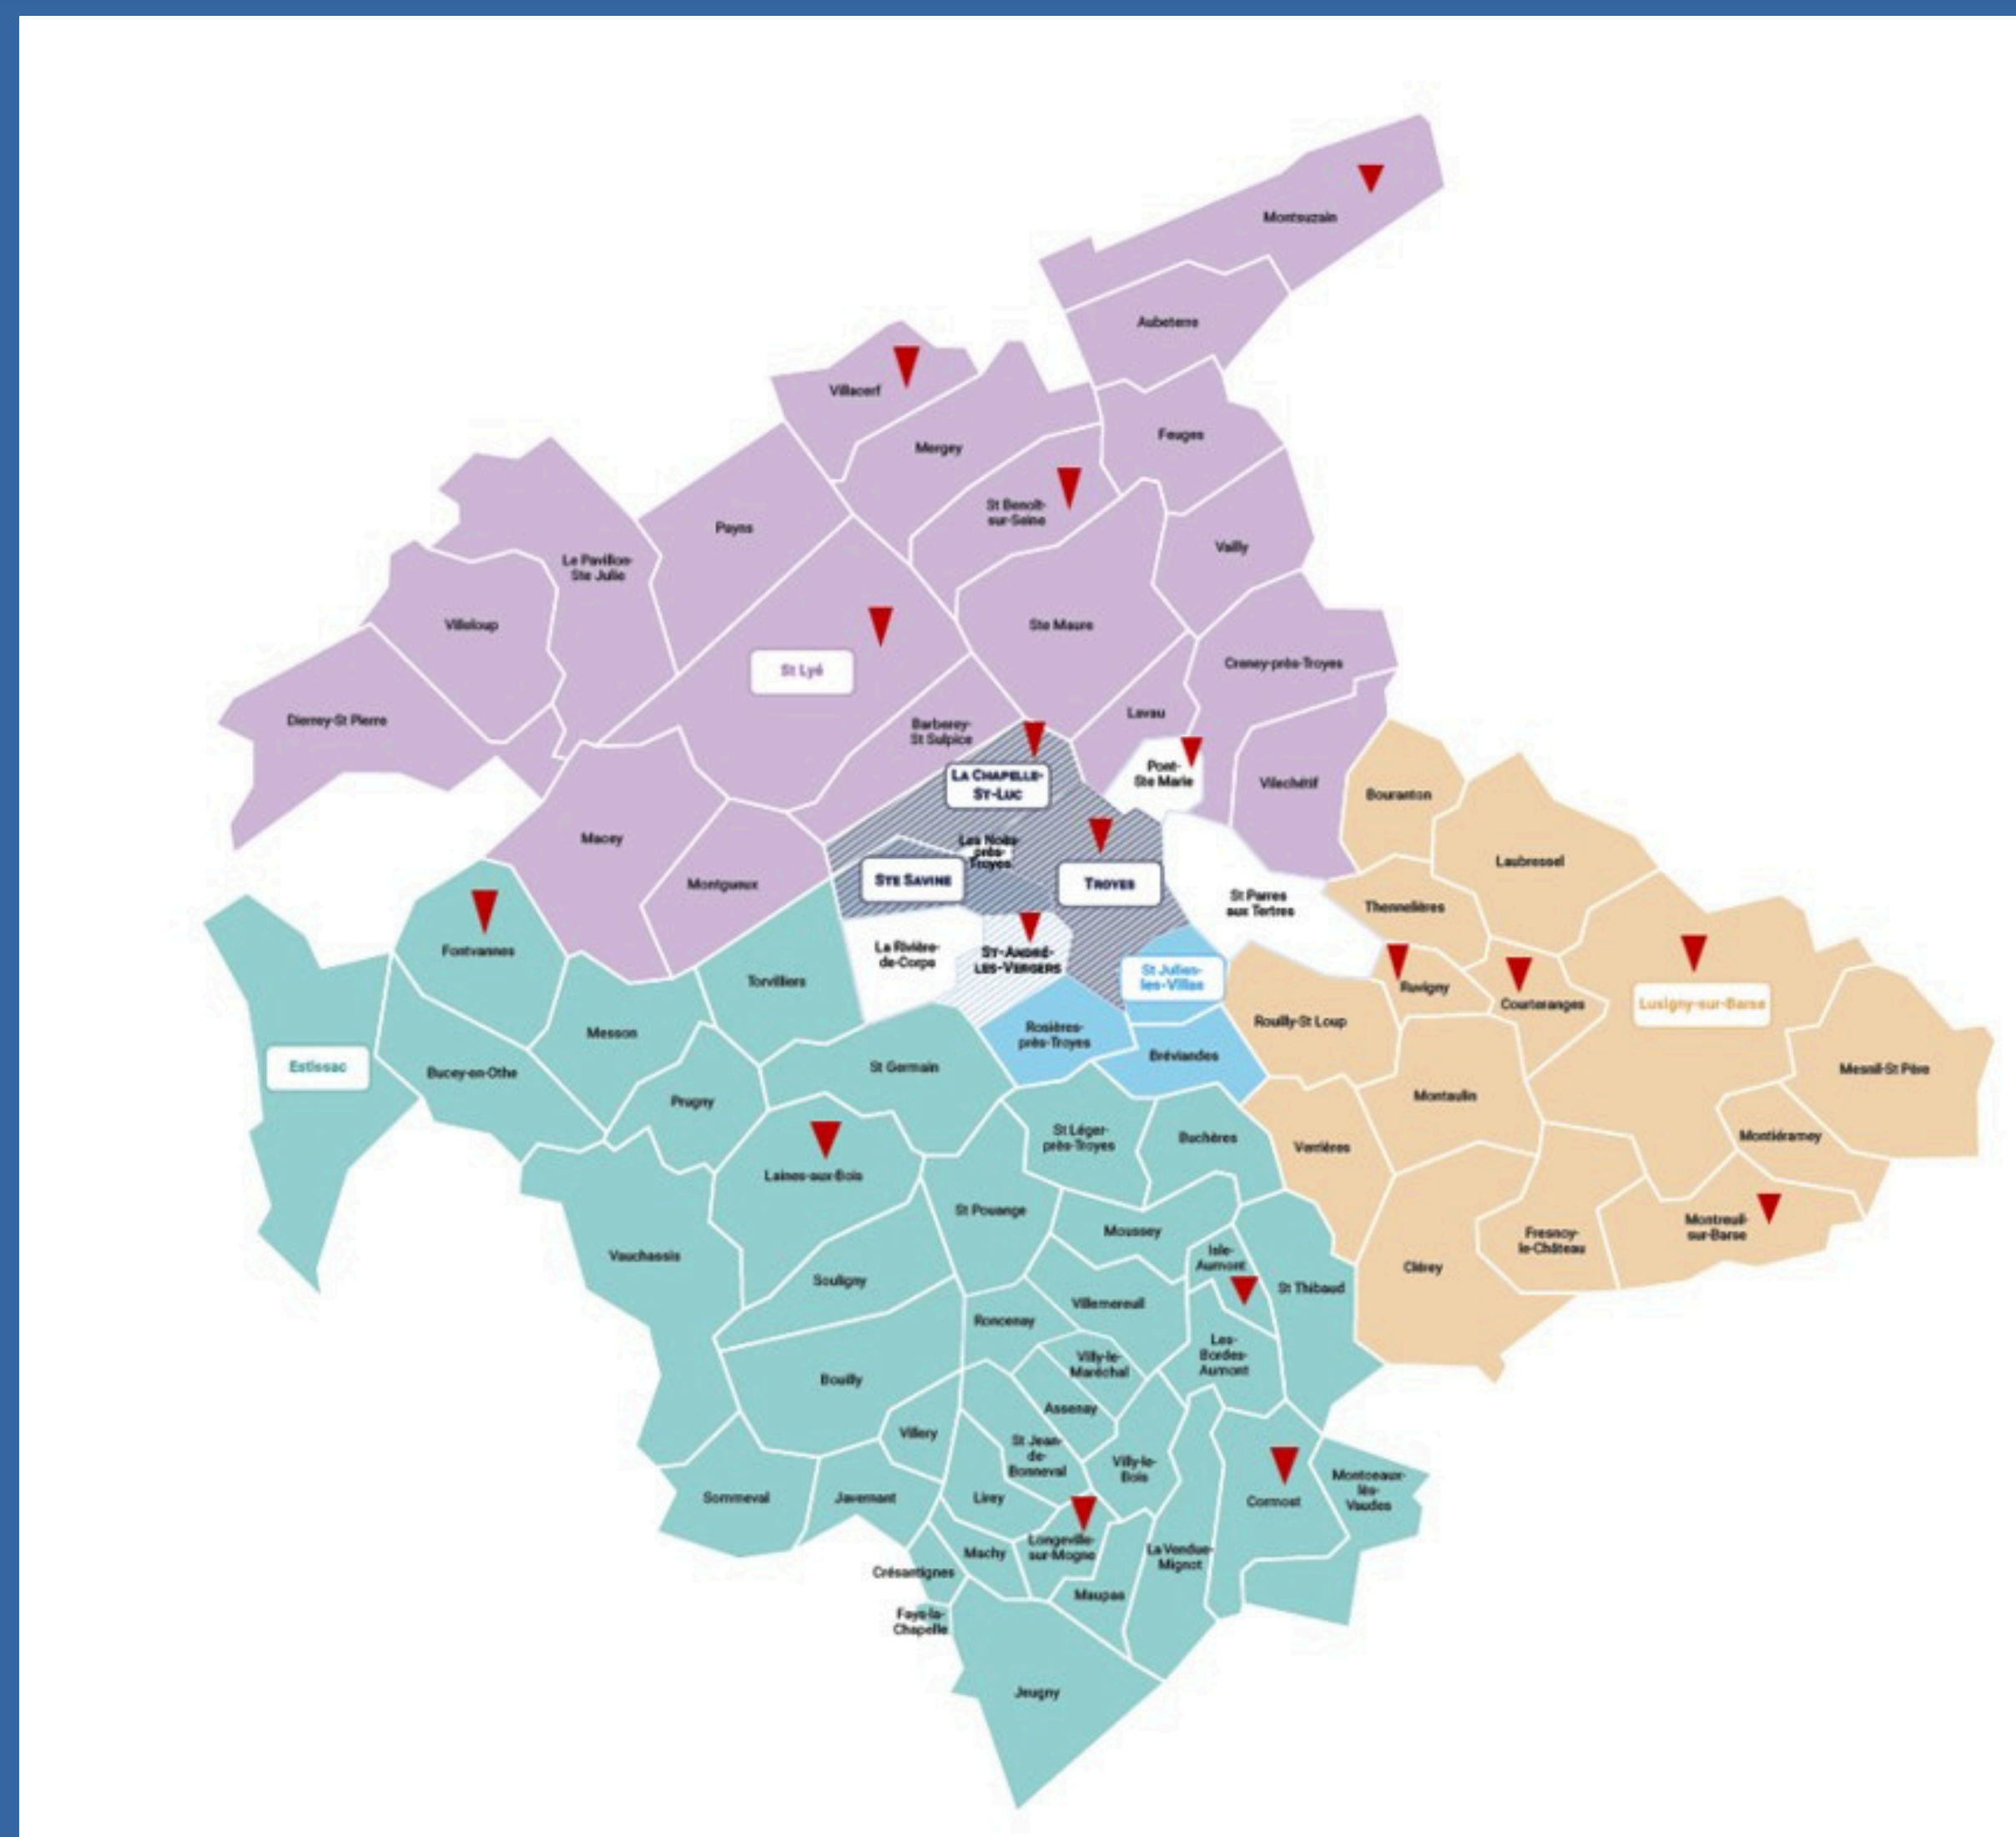 Montsuzain
Aubeterre
Villacerf
Feuges
Mergey
St Benoît-
sur-Seine
Payns
Vailly
Le Pavillon-
Ste Julie
Villeloup
Ste Maure
Creney-près-Troyes
St Lyé
Dierrey-St Pierre
Lavau
Barberey-
St Sulpice
Pont-
Ste Marie
La Chapelle-
St-Luc
Vilechétif
Bouranton
Macey
Les Noës-
près-
Troyes
Laubressel
Montgueux
Ste Savine
Troyes
St Parres
aux Tertres
Thennelières
Fontvannes
La Rivière-
de-Corps
St-André-
les-Vergers
St Julien-
les-Villas
Torvilliers
Ruvigny
Courteranges
Lusigny-sur-Barse
Rouilly-St Loup
Messon
Rosières-
près-Troyes
Bréviandes
Estissac
Bucey-en-Othe
St Germain
Mesnil-St Père
Prugny
Montaulin
St Léger-
près-Troyes
Buchères
Verrières
Montiéramey
Laines-aux-Bois
St Pouange
Moussey
Montreuil-
sur-Barse
Fresnoy-
le-Château
Vauchassis
Isle-
Aumont
Clérey
Souligny
St Thibaud
Villemereuil
Roncenay
Les-
Bordes-
Aumont
Villy-le-
Maréchal
Bouilly
Assenay
Villery
St Jean-
de-
Bonneval
Villy-le-
Bois
Montceaux-
lès-
Vaudes
Sommeval
Javernant
Lirey
Cormost
Longeville-
sur-Mogne
Machy
La Vendue-
Mignot
Crésantignes
Maupas
Fays-la-
Chapelle
Jeugny